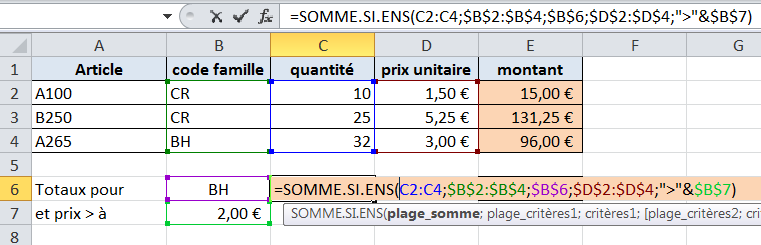 =SOMME.SI.ENS(C2:C4;$B$2:$B$4;$B$6;$D$2:$D$4;">"&$B$7)
A B C D E F G
1 Article code famille quantité prix unitaire montant
2 A100 CR 10 1,50 € 15,00 €
3 B250 CR 25 5,25 € 131,25 €
4 A265 BH 32 3,00 € 96,00 €
5
6 Totaux pour BH =SOMME.SI.ENS(C2:C4;$B$2:$B$4;$B$6;$D$2:$D$4;">"&$B$7)
7 et prix > à 2,00 € SOMME.SI.ENS(plage_somme; plage_critères1; critères1; [plage_critères2; cri
8